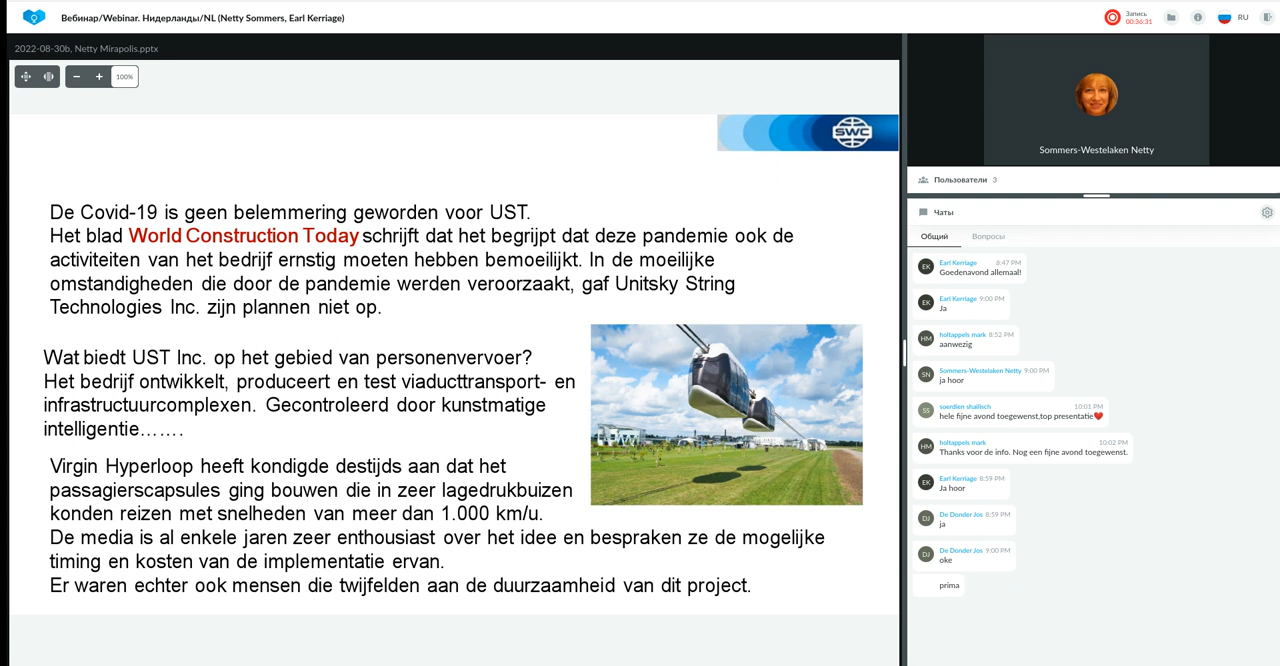 Вебинар/Webinar. Нидерланды/NL (Netty Sommers, Earl Kerriage)
Запись
00:36:31
RU
2022-08-30b, Netty Mirapolis.pptx
100%
SWC
De Covid-19 is geen belemmering geworden voor UST.
Het blad World Construction Today schrijft dat het begrijpt dat deze pandemie ook de
activiteiten van het bedrijf ernstig moeten hebben bemoeilijkt. In de moeilijke
omstandigheden die door de pandemie werden veroorzaakt, gaf Unitsky String
Technologies Inc. zijn plannen niet op.
Wat biedt UST Inc. op het gebied van personenvervoer?
Het bedrijf ontwikkelt, produceert en test viaducttransport- en
infrastructuurcomplexen. Gecontroleerd door kunstmatige
intelligentie…….
Virgin Hyperloop heeft kondigde destijds aan dat het
passagierscapsules ging bouwen die in zeer lagedrukbuizen
konden reizen met snelheden van meer dan 1.000 km/u.
De media is al enkele jaren zeer enthousiast over het idee en bespraken ze de mogelijke
timing en kosten van de implementatie ervan.
Er waren echter ook mensen die twijfelden aan de duurzaamheid van dit project.
Sommers-Westelaken Netty
Пользователи 3
Чаты
Общий Вопросы
EK Earl Kerriage 8:47 PM
Goedenavond allemaal!
EK Earl Kerriage 9:00 PM
Ja
HM holtappels mark 8:52 PM
aanwezig
SN Sommers-Westelaken Netty 9:00 PM
ja hoor
SS soerdien shailisch 10:01 PM
hele fijne avond toegewenst,top presentatie❤️
HM holtappels mark 10:02 PM
Thanks voor de info. Nog een fijne avond toegewenst.
EK Earl Kerriage 8:59 PM
Ja hoor
DJ De Donder Jos 8:59 PM
ja
DJ De Donder Jos 9:00 PM
oke
prima